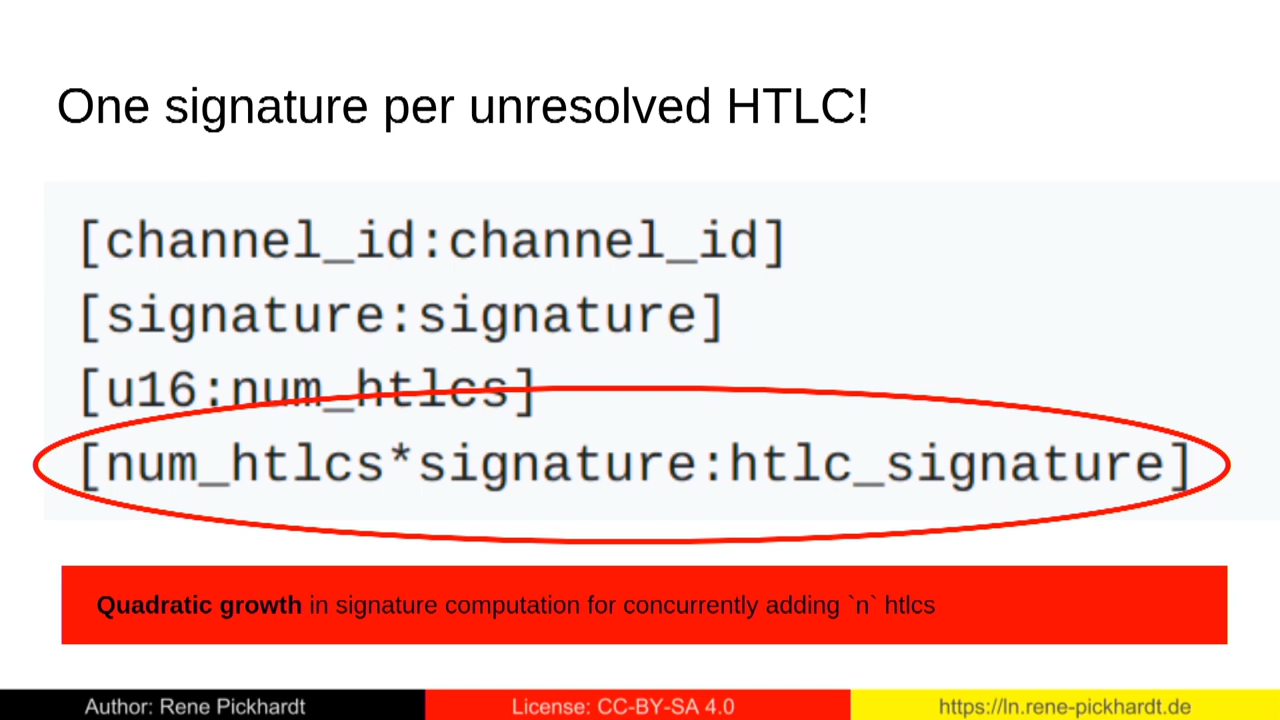 One signature per unresolved HTLC!
[channel_id:channel_id]
[signature:signature]
[u16:num_htlcs]
[num_htlcs*signature:htlc_signature]
Quadratic growth in signature computation for concurrently adding `n` htlcs
Author: Rene Pickhardt
License: CC-BY-SA 4.0
https://ln.rene-pickhardt.de